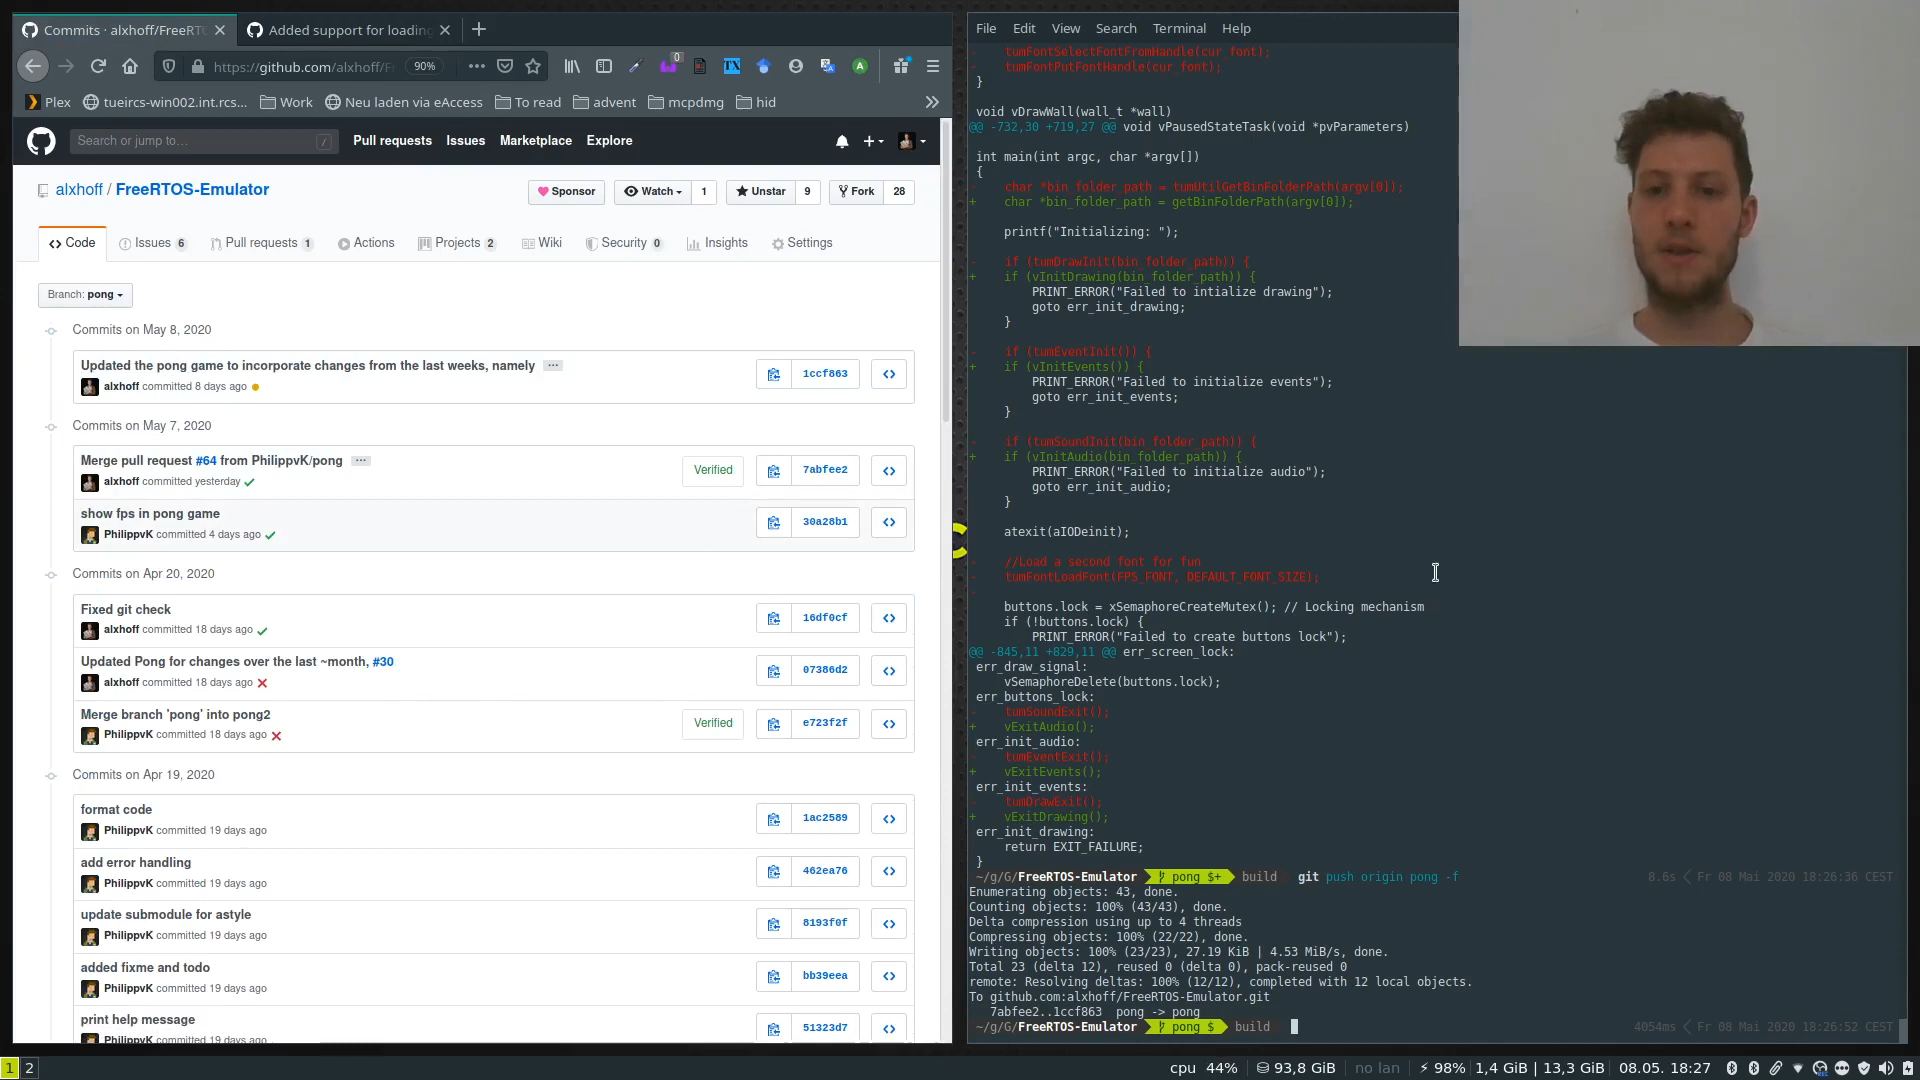 Commits · alxhoff/FreeRTO
Added support for loading
https://github.com/alxhoff/F
90%
0
Plex
tueircs-win002.int.rcs...
Work
Neu laden via eAccess
To read
advent
mcpdmg
hid
Search or jump to...
/
Pull requests
Issues
Marketplace
Explore
alxhoff / FreeRTOS-Emulator
Sponsor
Watch
1
Unstar
9
Fork
28
Code
Issues 6
Pull requests 1
Actions
Projects 2
Wiki
Security 0
Insights
Settings
Branch: pong
Commits on May 8, 2020
Updated the pong game to incorporate changes from the last weeks, namely
alxhoff committed 8 days ago
1ccf863
Commits on May 7, 2020
Merge pull request #64 from PhilippvK/pong
alxhoff committed yesterday
Verified
7abfee2
show fps in pong game
PhilippvK committed 4 days ago
30a28b1
Commits on Apr 20, 2020
Fixed git check
alxhoff committed 18 days ago
16df0cf
Updated Pong for changes over the last ~month, #30
alxhoff committed 18 days ago
07386d2
Merge branch 'pong' into pong2
PhilippvK committed 18 days ago
Verified
e723f2f
Commits on Apr 19, 2020
format code
PhilippvK committed 19 days ago
1ac2589
add error handling
PhilippvK committed 19 days ago
462ea76
update submodule for astyle
PhilippvK committed 19 days ago
8193f0f
added fixme and todo
PhilippvK committed 19 days ago
bb39eea
print help message
PhilippvK committed 19 days ago
51323d7
File Edit View Search Terminal Help
-    tumFontSelectFontFromHandle(cur_font);
-    tumFontPutFontHandle(cur_font);
 }
 void vDrawWall(wall_t *wall)
@@ -732,30 +719,27 @@ void vPausedStateTask(void *pvParameters)
 int main(int argc, char *argv[])
 {
-    char *bin_folder_path = tumUtilGetBinFolderPath(argv[0]);
+    char *bin_folder_path = getBinFolderPath(argv[0]);
     printf("Initializing: ");
-    if (tumDrawInit(bin_folder_path)) {
+    if (vInitDrawing(bin_folder_path)) {
         PRINT_ERROR("Failed to intialize drawing");
         goto err_init_drawing;
     }
-    if (tumEventInit()) {
+    if (vInitEvents()) {
         PRINT_ERROR("Failed to initialize events");
         goto err_init_events;
     }
-    if (tumSoundInit(bin_folder_path)) {
+    if (vInitAudio(bin_folder_path)) {
         PRINT_ERROR("Failed to initialize audio");
         goto err_init_audio;
     }
     atexit(aIODeinit);
-    //Load a second font for fun
-    tumFontLoadFont(FPS_FONT, DEFAULT_FONT_SIZE);
-
     buttons.lock = xSemaphoreCreateMutex(); // Locking mechanism
     if (!buttons.lock) {
         PRINT_ERROR("Failed to create buttons lock");
@@ -845,11 +829,11 @@ err_screen_lock:
 err_draw_signal:
     vSemaphoreDelete(buttons.lock);
 err_buttons_lock:
-    tumSoundExit();
+    vExitAudio();
 err_init_audio:
-    tumEventExit();
+    vExitEvents();
 err_init_events:
-    tumDrawExit();
+    vExitDrawing();
 err_init_drawing:
     return EXIT_FAILURE;
 }
~/g/G/FreeRTOS-Emulator pong $+ build git push origin pong -f 8.6s Fr 08 Mai 2020 18:26:36 CEST
Enumerating objects: 43, done.
Counting objects: 100% (43/43), done.
Delta compression using up to 4 threads
Compressing objects: 100% (22/22), done.
Writing objects: 100% (23/23), 27.19 KiB | 4.53 MiB/s, done.
Total 23 (delta 12), reused 0 (delta 0), pack-reused 0
remote: Resolving deltas: 100% (12/12), completed with 12 local objects.
To github.com:alxhoff/FreeRTOS-Emulator.git
   7abfee2..1ccf863  pong -> pong
~/g/G/FreeRTOS-Emulator pong $ build 4054ms Fr 08 Mai 2020 18:26:52 CEST
1 2
cpu 44% 93,8 GiB no lan 98% 1,4 GiB | 13,3 GiB 08.05. 18:27